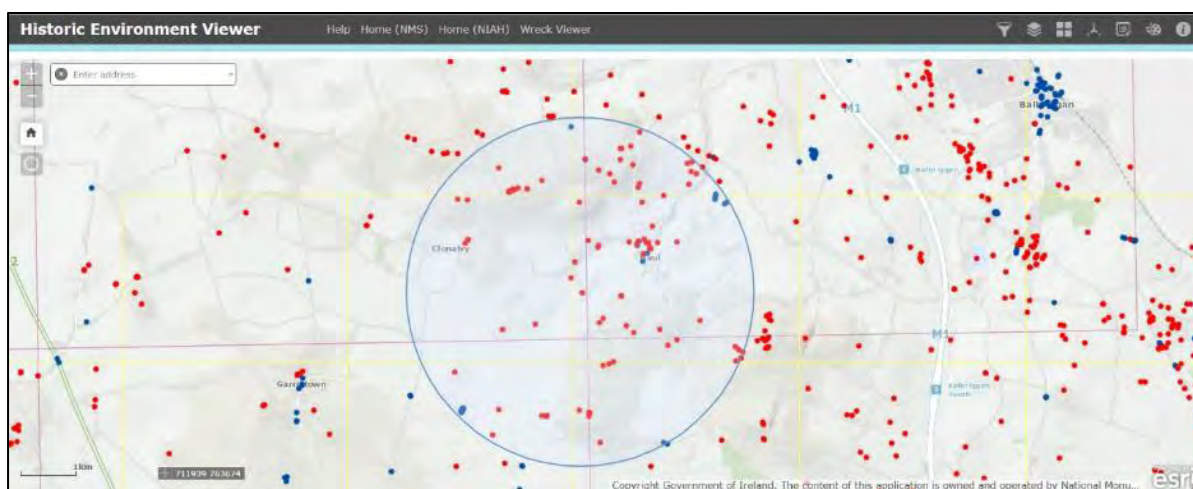 Historic Environment Viewer
Help Home (NMS) Home (NIAH) Wreck Viewer
Enter address
M1
Balbriggan
Clonalvy
M1
2
Garristown
1km
711939 763674
Copyright Government of Ireland. The content of this application is owned and operated by National Monu...
esri